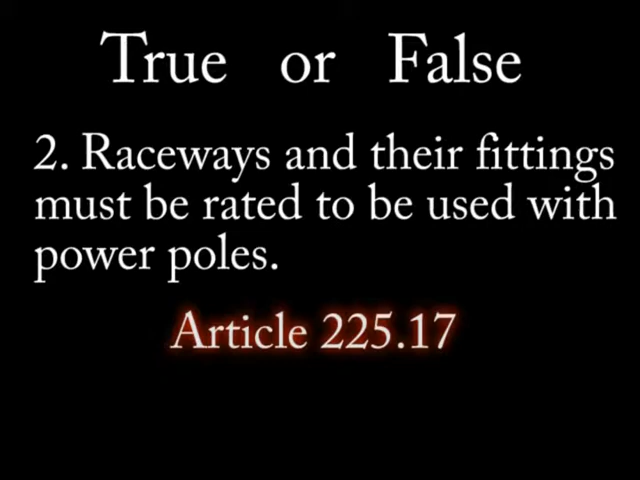 True or False
2. Raceways and their fittings
must be rated to be used with
power poles.
Article 225.17